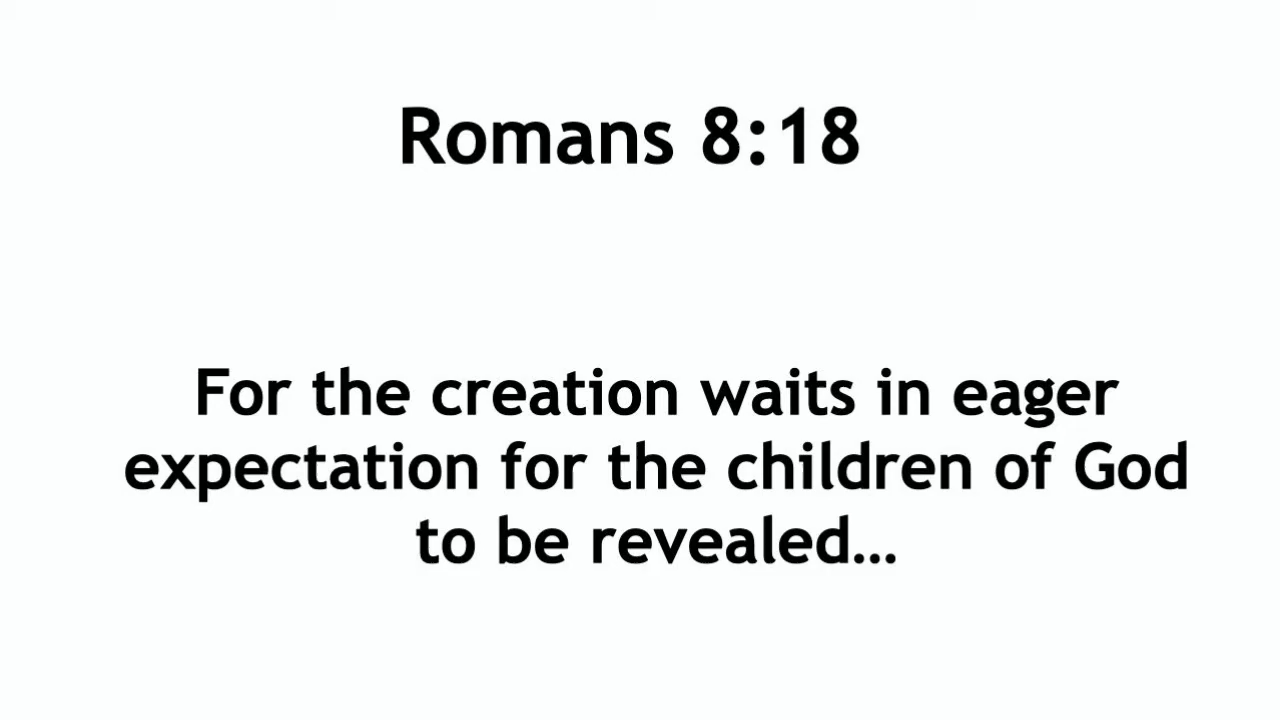 Romans 8:18
For the creation waits in eager
expectation for the children of God
to be revealed…